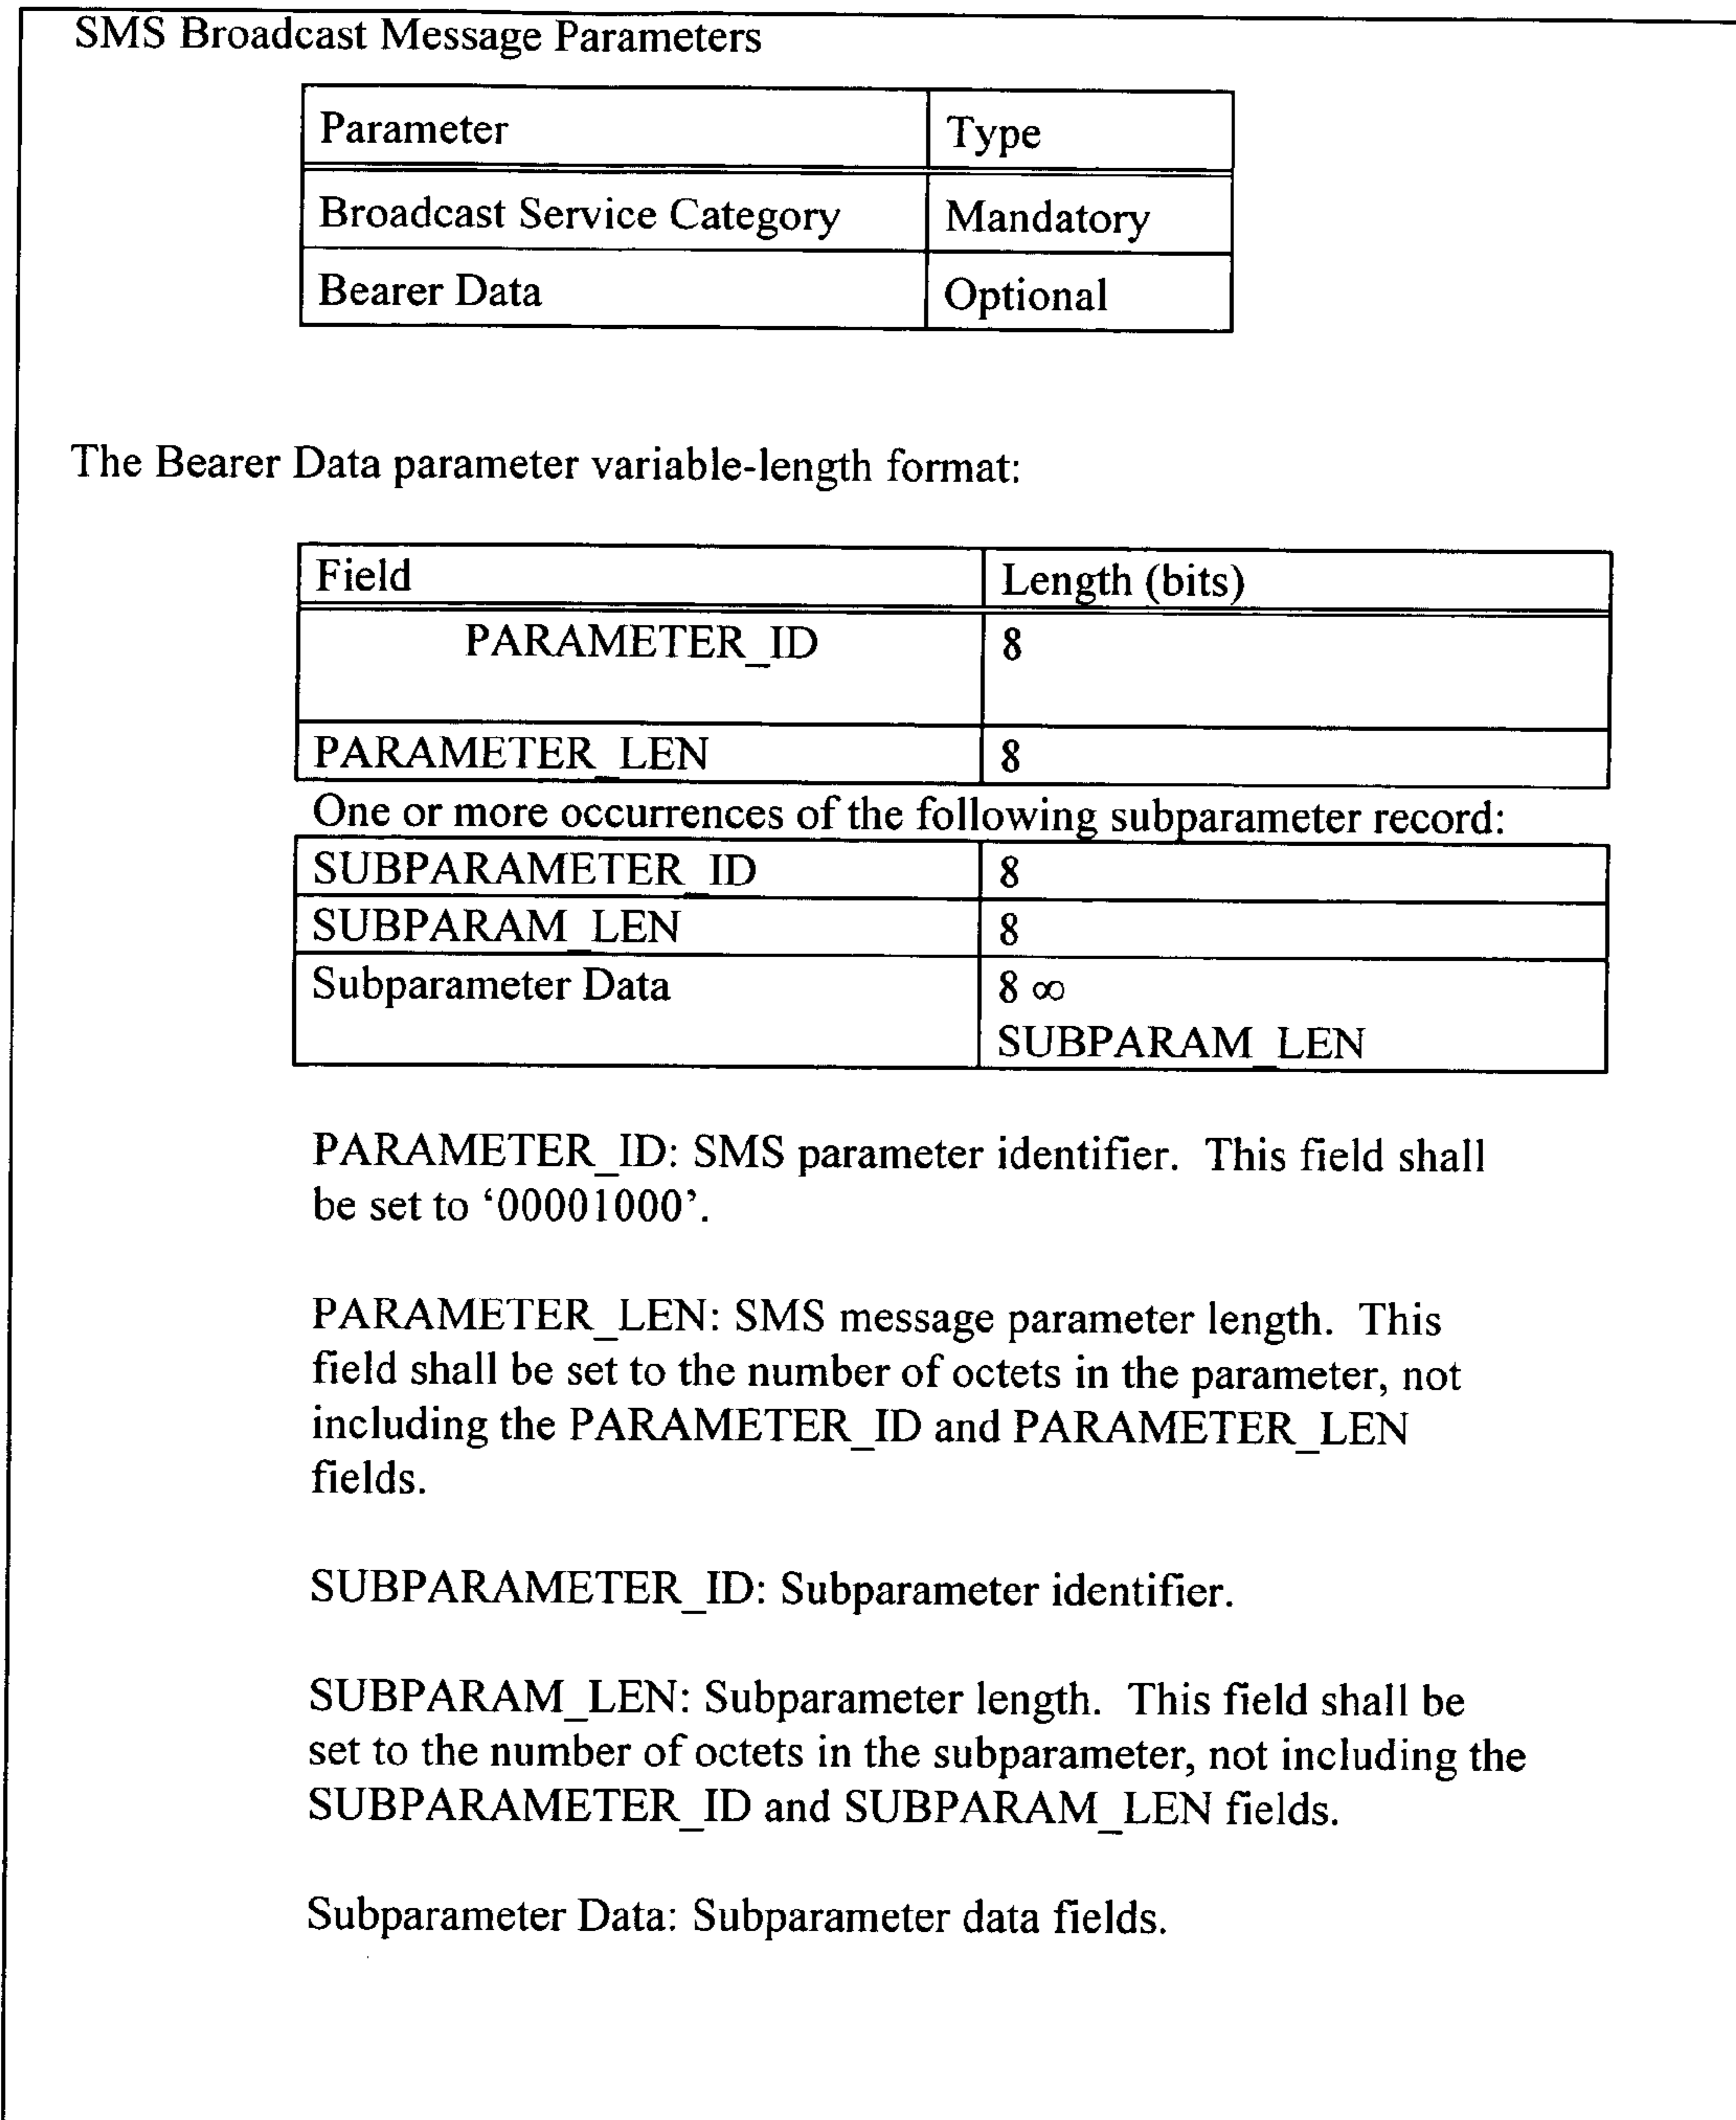 SMS Broadcast Message Parameters
Parameter Type
Broadcast Service Category Mandatory
Bearer Data Optional
The Bearer Data parameter variable-length format:
Field Length (bits)
PARAMETER_ID 8
PARAMETER_LEN 8
One or more occurrences of the following subparameter record:
SUBPARAMETER_ID 8
SUBPARAM_LEN 8
Subparameter Data 8 ∞
SUBPARAM_LEN
PARAMETER_ID: SMS parameter identifier. This field shall
be set to ‘00001000’.
PARAMETER_LEN: SMS message parameter length. This
field shall be set to the number of octets in the parameter, not
including the PARAMETER_ID and PARAMETER_LEN
fields.
SUBPARAMETER_ID: Subparameter identifier.
SUBPARAM_LEN: Subparameter length. This field shall be
set to the number of octets in the subparameter, not including the
SUBPARAMETER_ID and SUBPARAM_LEN fields.
Subparameter Data: Subparameter data fields.